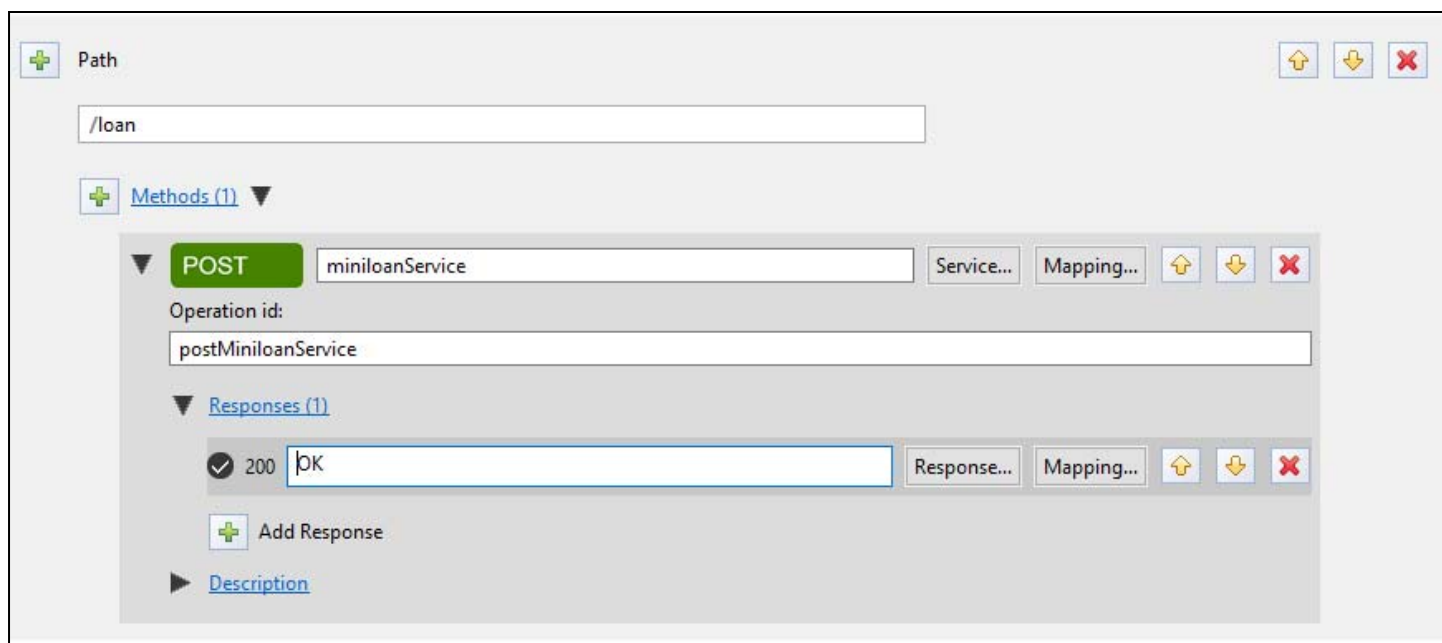 Path
/loan
Methods (1)
POST miniloanService Service... Mapping...
Operation id:
postMiniloanService
Responses (1)
200 OK Response... Mapping...
Add Response
Description